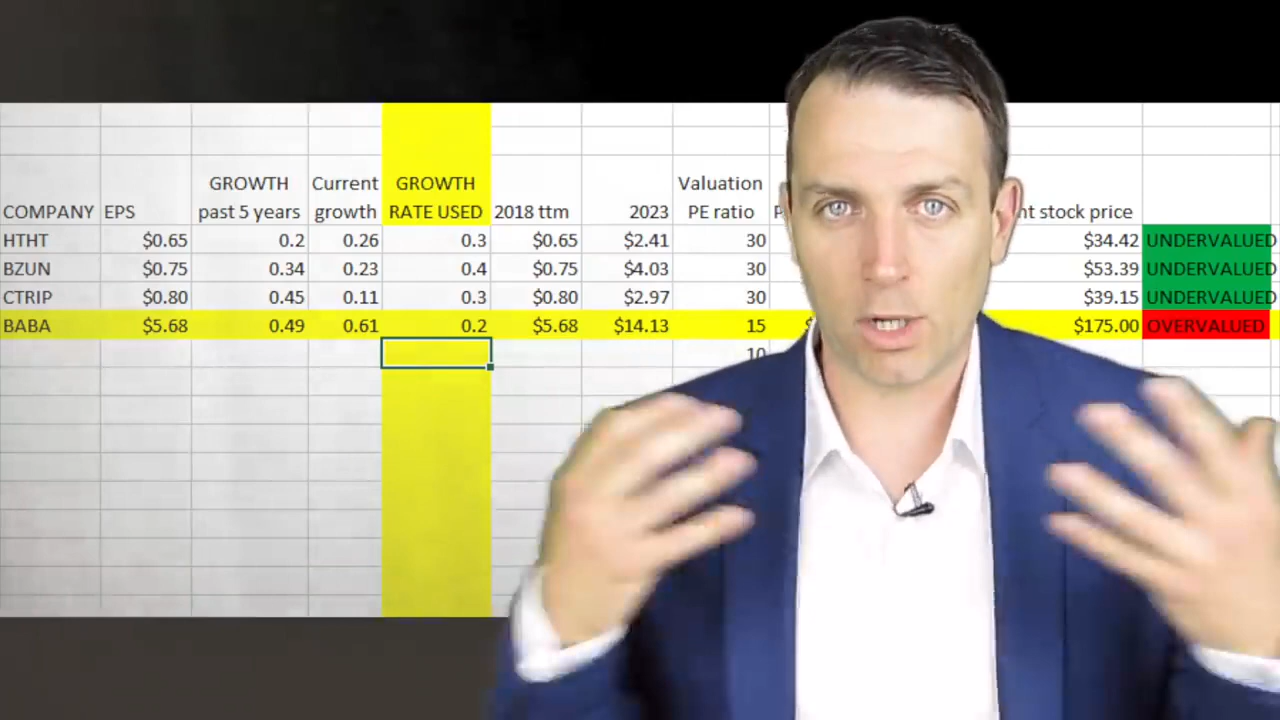 GROWTH Current GROWTH Valuation
COMPANY EPS past 5 years growth RATE USED 2018 ttm 2023 PE ratio stock price
HTHT $0.65 0.2 0.26 0.3 $0.65 $2.41 30 $34.42 UNDERVALUED
BZUN $0.75 0.34 0.23 0.4 $0.75 $4.03 30 $53.39 UNDERVALUED
CTRIP $0.80 0.45 0.11 0.3 $0.80 $2.97 30 $39.15 UNDERVALUED
BABA $5.68 0.49 0.61 0.2 $5.68 $14.13 15 $175.00 OVERVALUED
10